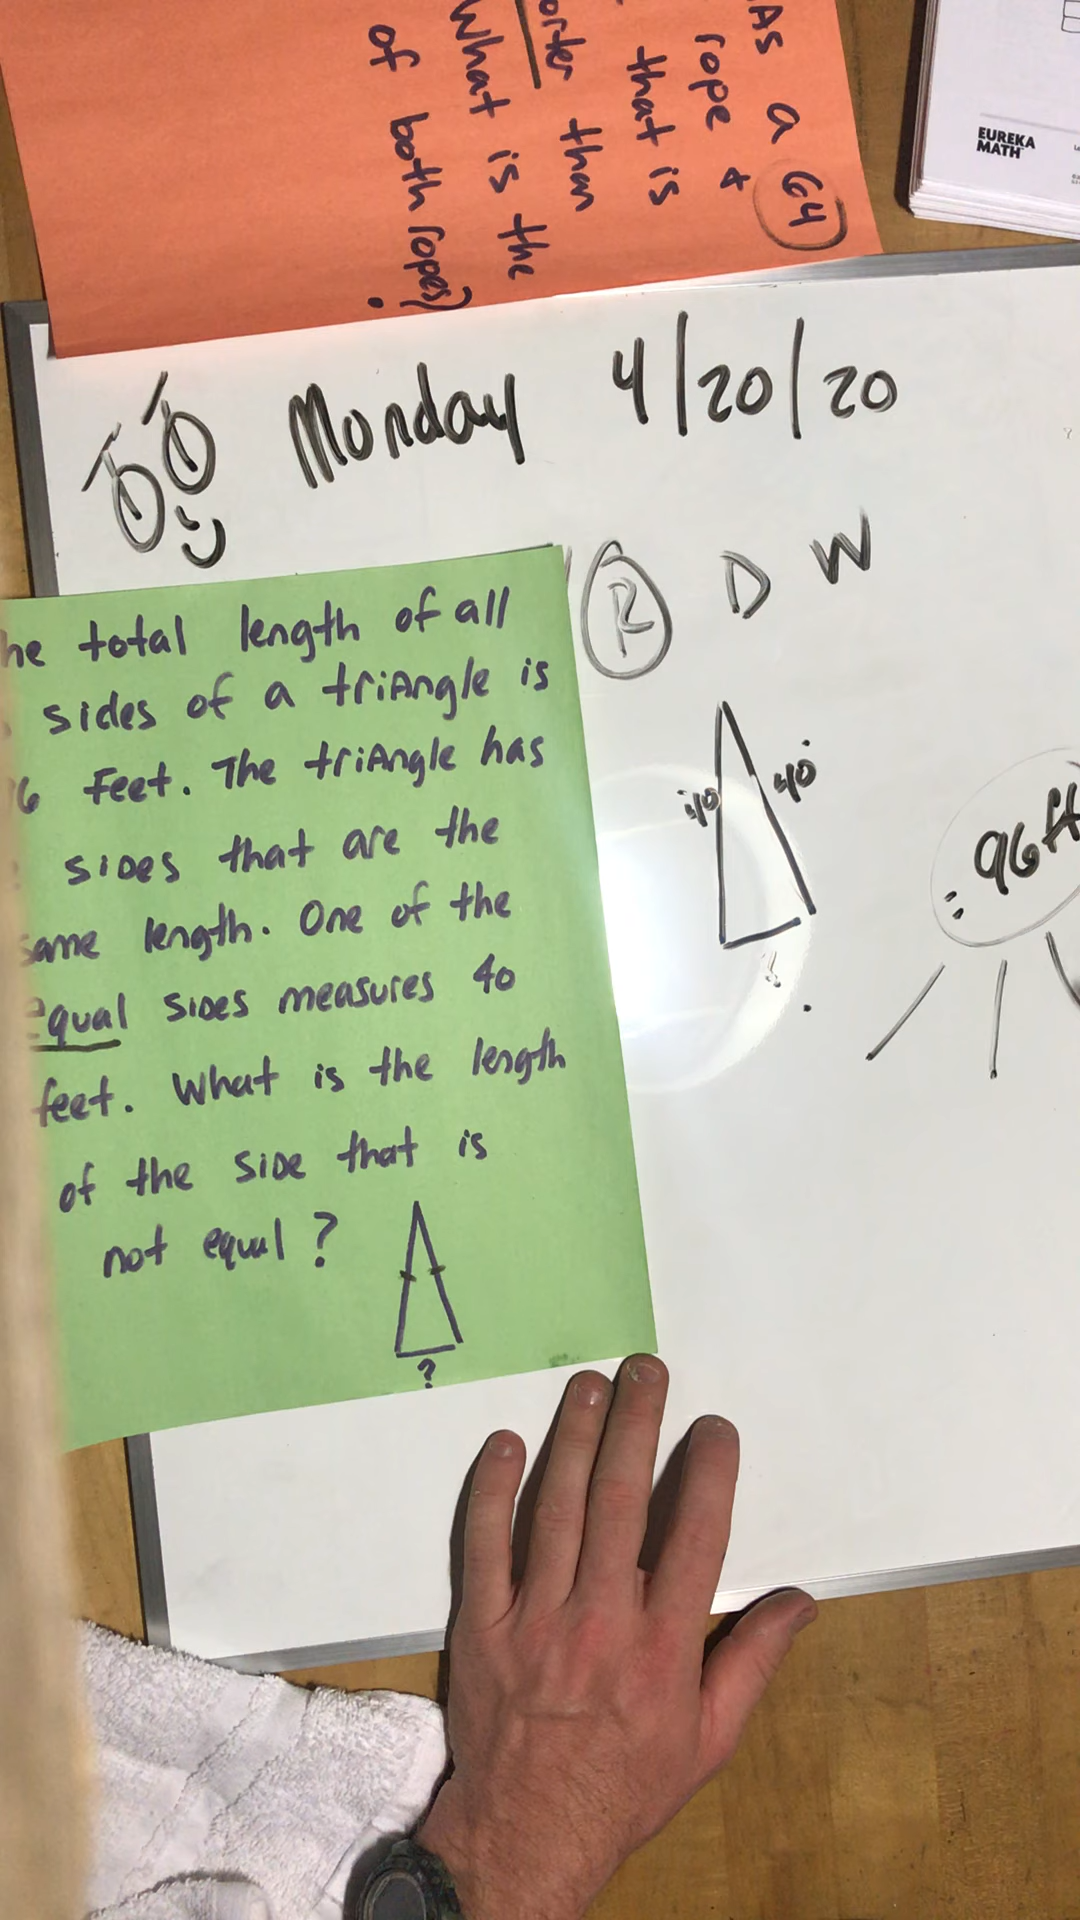 As a 64
rope &
that is
orter than
What is the
of both ropes?
EUREKA
MATH
Monday 4/20/20
R D W
he total length of all
sides of a triangle is
6 feet. The triangle has
sides that are the
same length. One of the
equal sides measures 40
feet. What is the length
of the side that is
not equal?
?
40 40
?
= 96 ft